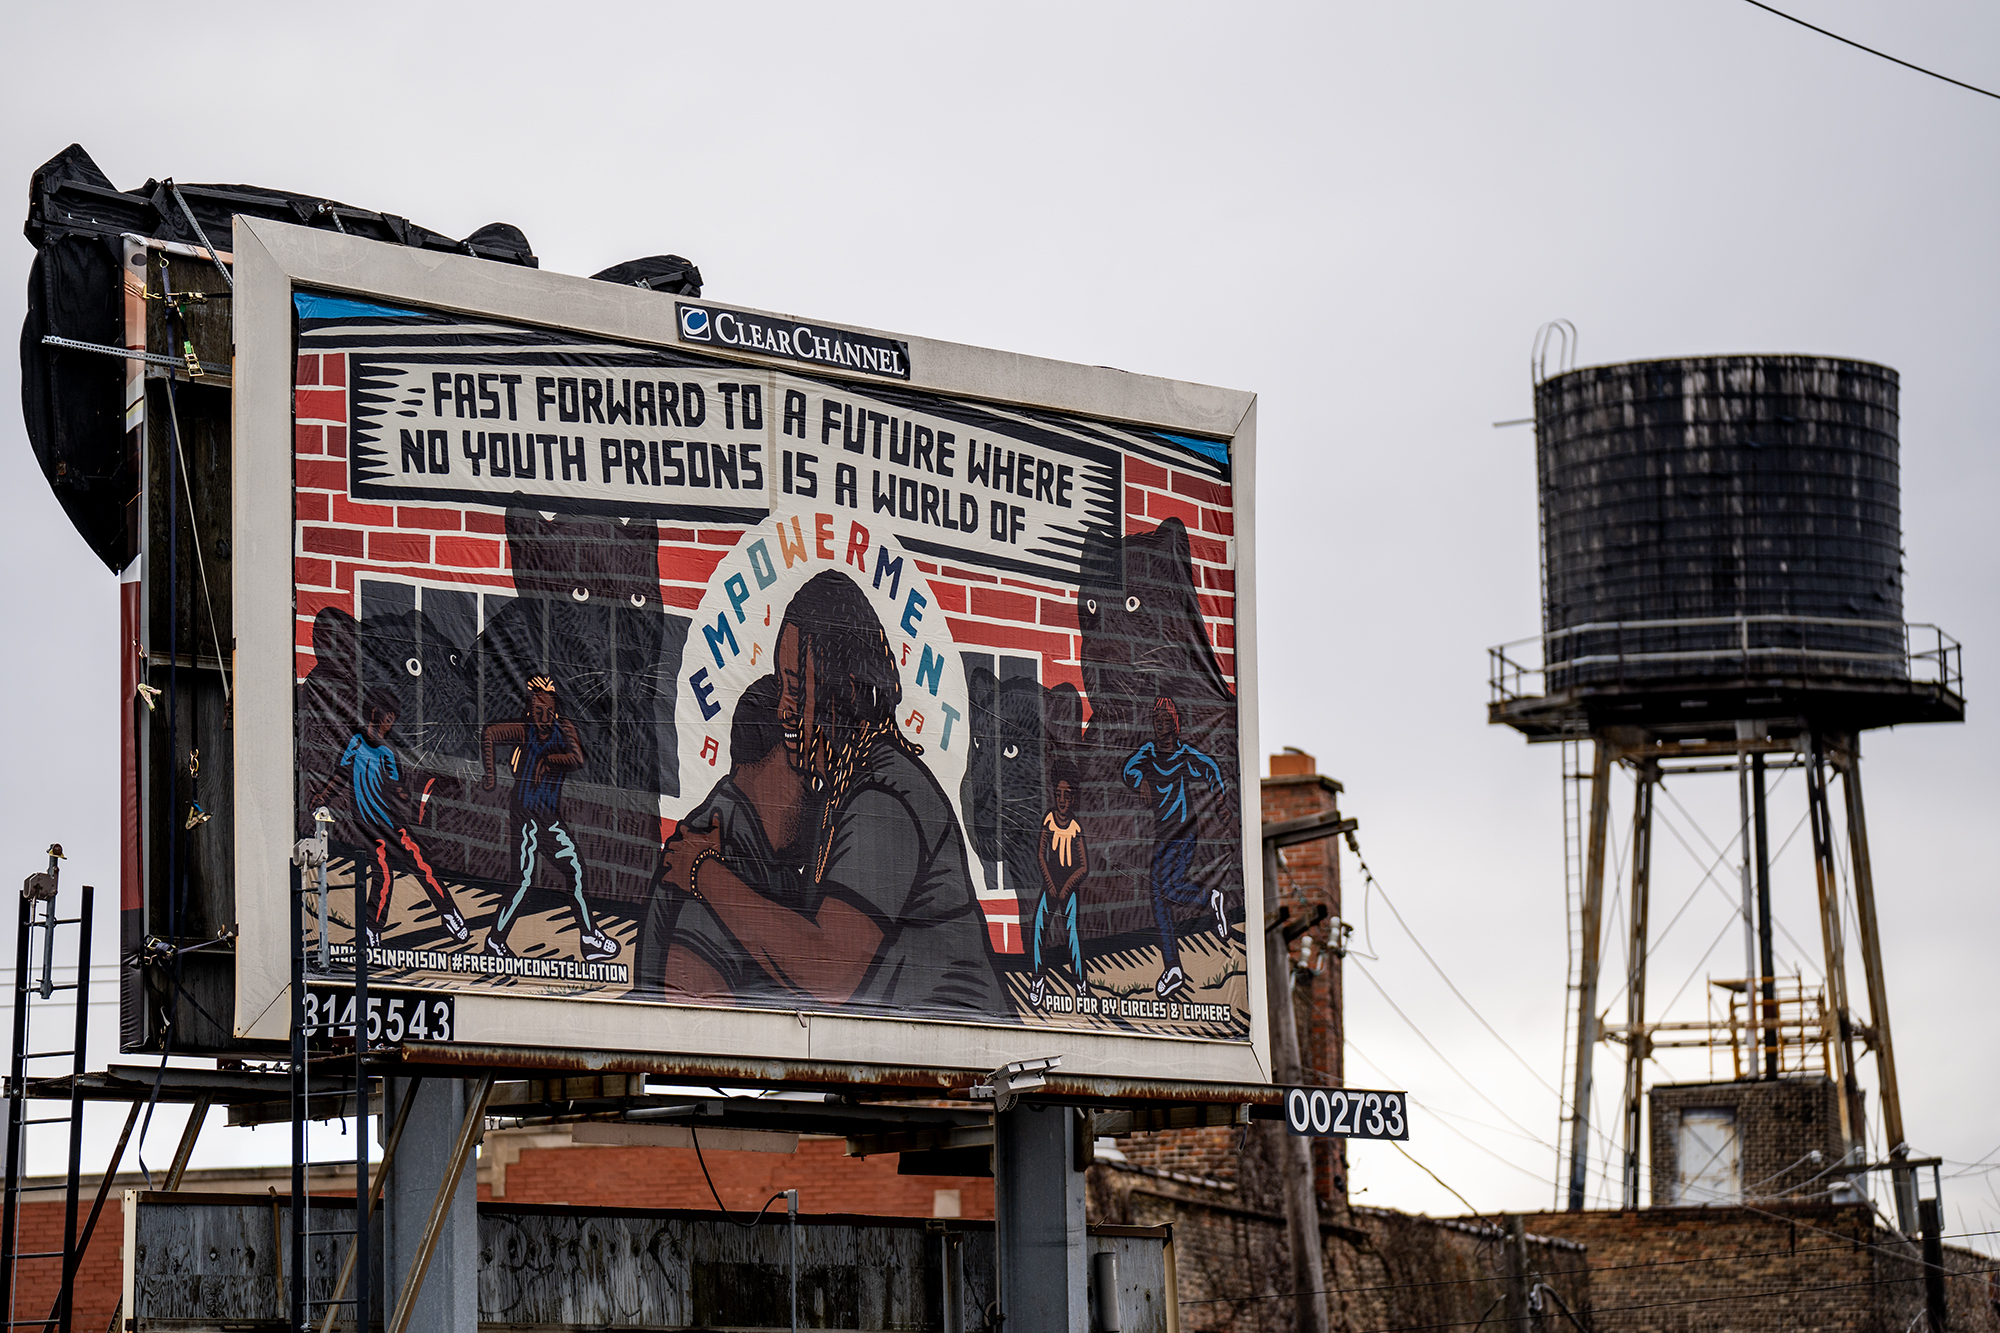 CLEARCHANNEL
FAST FORWARD TO A FUTURE WHERE
NO YOUTH PRISONS IS A WORLD OF
EMPOWERMENT
#FREEDOMCONSTELLATION
PAID FOR BY CIRCLES & CIPHERS
3145543
002733